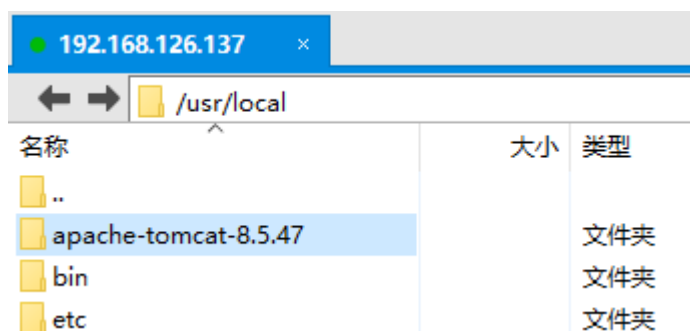 192.168.126.137 ×
/usr/local
名称 大小 类型
..
apache-tomcat-8.5.47 文件夹
bin 文件夹
etc 文件夹